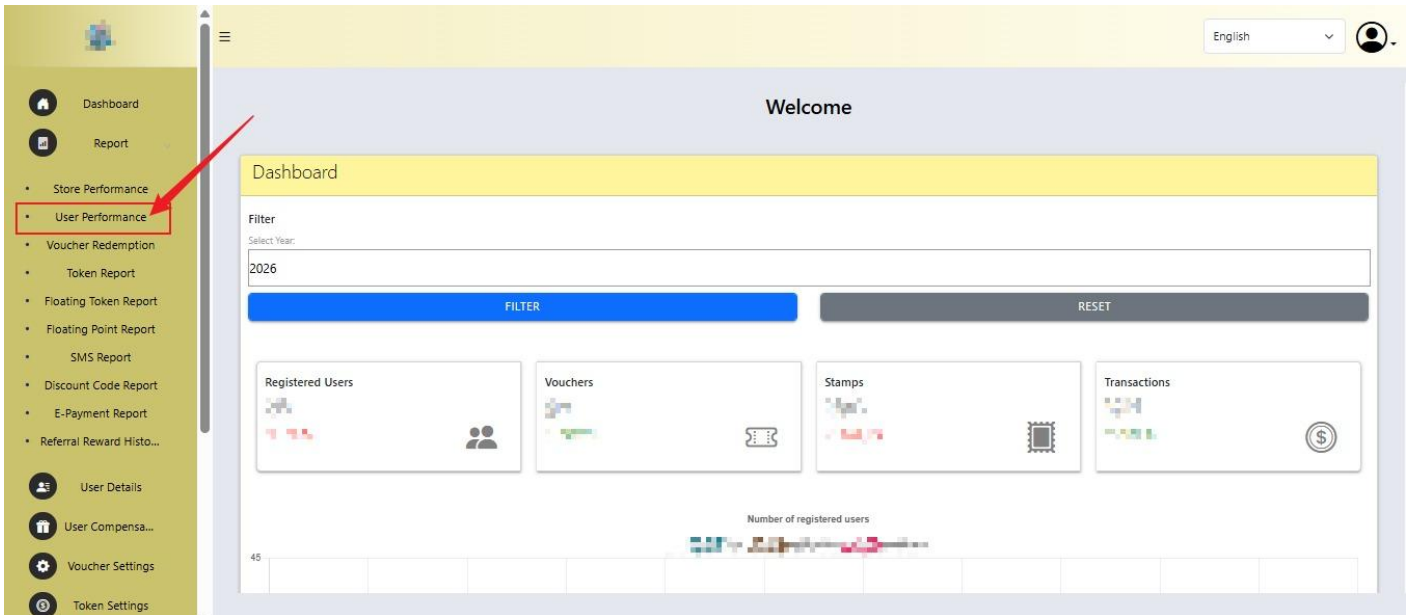 English
Dashboard
Report
Store Performance
User Performance
Voucher Redemption
Token Report
Floating Token Report
Floating Point Report
SMS Report
Discount Code Report
E-Payment Report
Referral Reward Histo...
User Details
User Compensa...
Voucher Settings
Token Settings
Welcome
Dashboard
Filter
Select Year:
2026
FILTER
RESET
Registered Users
Vouchers
Stamps
Transactions
Number of registered users
45